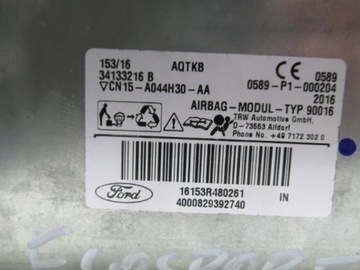 153/16 AQTKB
34133216 B
▽CN15-A044H30-AA
CE 0589
0589-P1-000204
2016
AIRBAG-MODUL-TYP 90016
TRW Automotive GmbH,
D-73553 Alfdorf
Phone No. +49 7172 302 0
Ford
16153R480261 IN
4000829392740